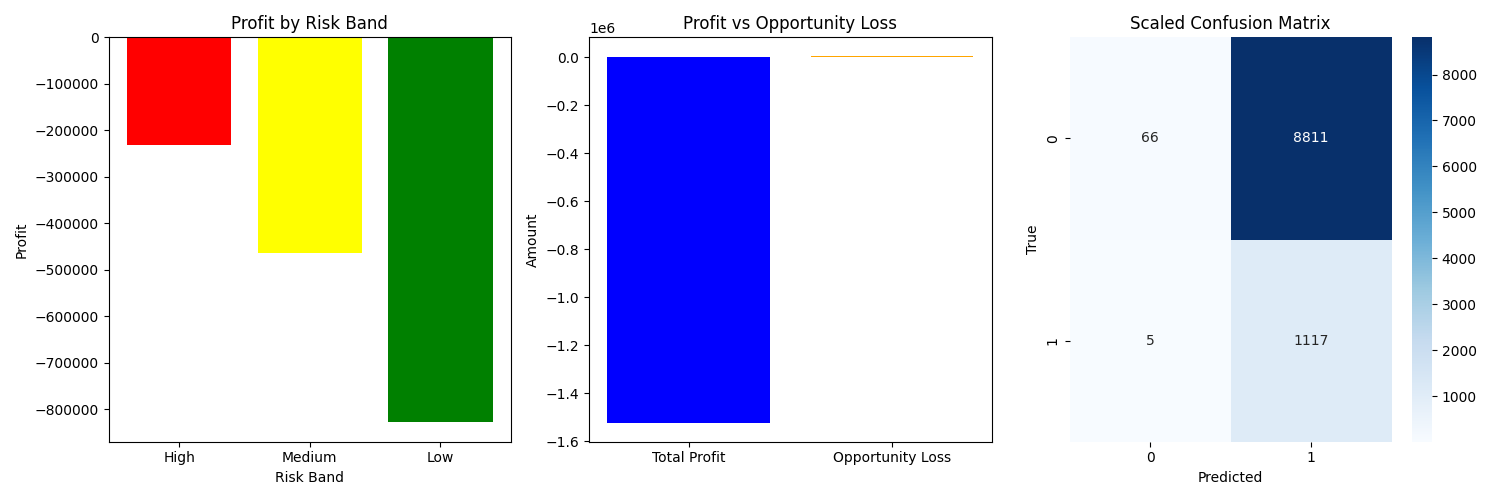 Profit by Risk Band
0
−100000
−200000
−300000
−400000
−500000
−600000
−700000
−800000
Profit
High Medium Low
Risk Band
Profit vs Opportunity Loss
1e6
0.0
−0.2
−0.4
−0.6
−0.8
−1.0
−1.2
−1.4
−1.6
Amount
Total Profit Opportunity Loss
Scaled Confusion Matrix
True
0
66 8811
1
5 1117
0 1
Predicted
8000
7000
6000
5000
4000
3000
2000
1000